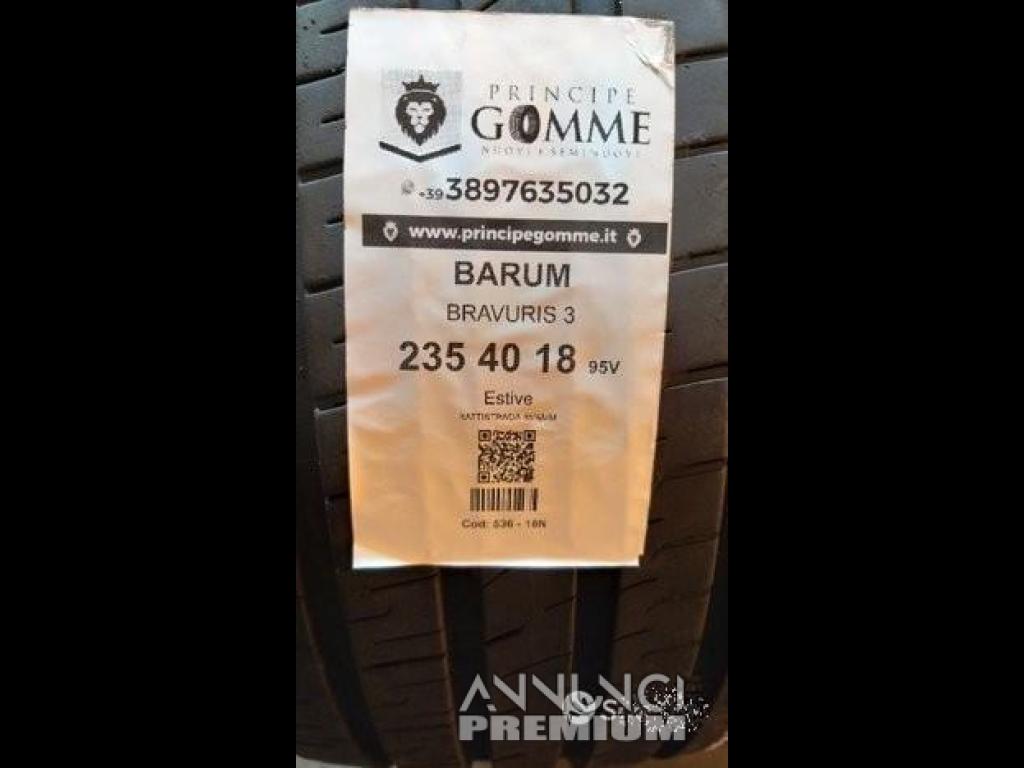 PRINCIPE
GOMME
NUOVI E SEMINUOVI
+39 3897635032
www.principegomme.it
BARUM
BRAVURIS 3
235 40 18 95V
Estive
BATTISTRADA
Cod: 536 - 18N
ANNUNCI
PREMIUM